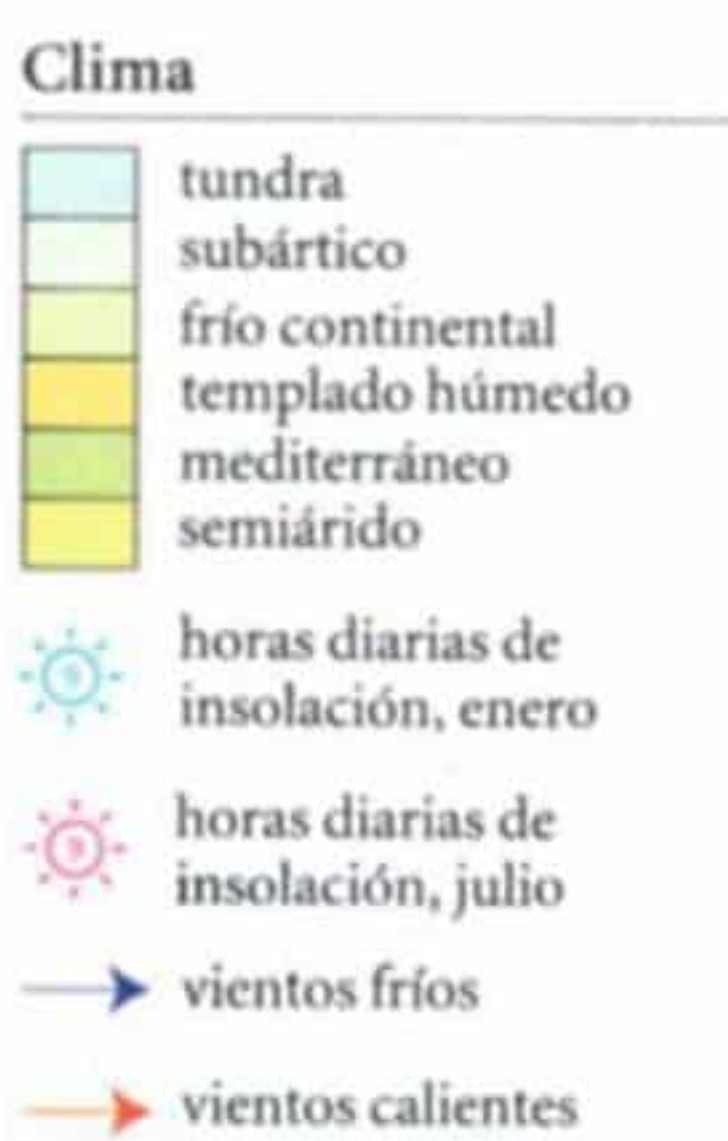 Clima
tundra
subártico
frío continental
templado húmedo
mediterráneo
semiárido
horas diarias de
insolación, enero
horas diarias de
insolación, julio
vientos fríos
vientos calientes